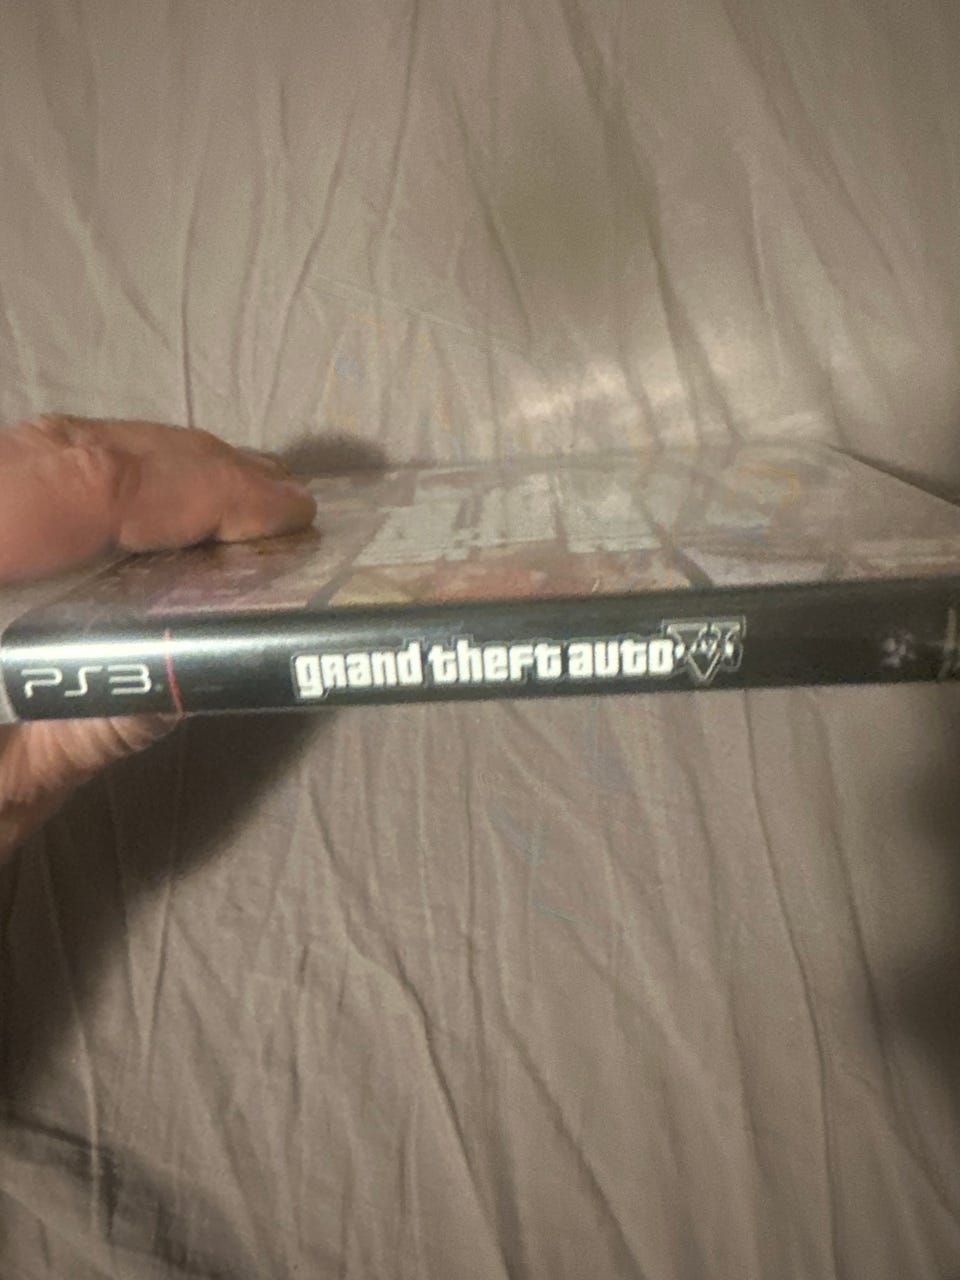 PS3
grand theft auto V